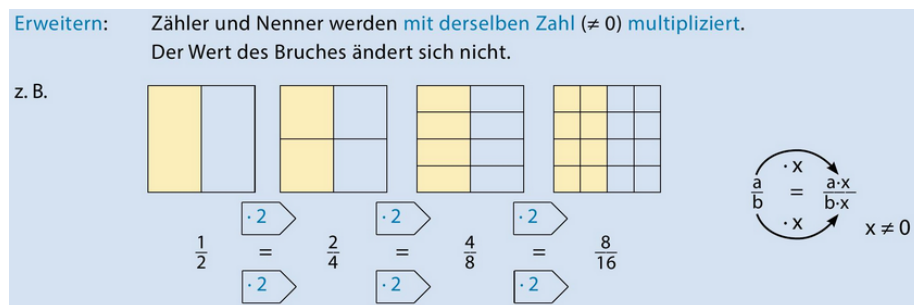 Erweitern: Zähler und Nenner werden mit derselben Zahl (≠ 0) multipliziert.
Der Wert des Bruches ändert sich nicht.
z. B.
· 2 · 2 · 2
1/2 = 2/4 = 4/8 = 8/16
· 2 · 2 · 2
· x
a/b = a·x/b·x
· x
x ≠ 0